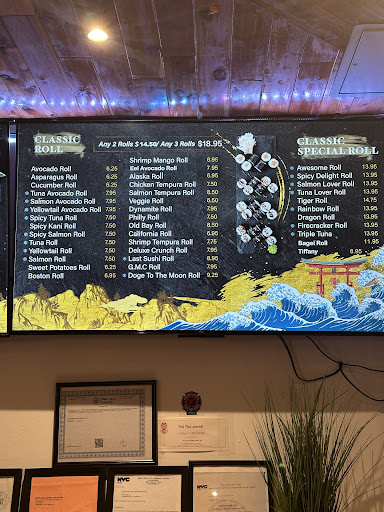 CLASSIC
ROLL
Any 2 Rolls $14.50/ Any 3 Rolls $18.95
Avocado Roll 6.25
Asparagus Roll 6.25
Cucumber Roll 6.25
Tuna Avocado Roll 7.95
Salmon Avocado Roll 7.95
Yellowtail Avocado Roll 7.95
Spicy Tuna Roll 7.50
Spicy Kani Roll 7.50
Spicy Salmon Roll 7.50
Tuna Roll 7.50
Yellowtail Roll 7.50
Salmon Roll 7.50
Sweet Potatoes Roll 6.25
Boston Roll 6.95
Shrimp Mango Roll 6.95
Eel Avocado Roll 7.95
Alaska Roll 6.95
Chicken Tempura Roll 7.50
Salmon Tempura Roll 6.50
Veggie Roll 6.50
Dynamite Roll 7.95
Philly Roll 7.50
Old Bay Roll 8.50
California Roll 6.95
Shrimp Tempura Roll 7.75
Deluxe Crunch Roll 7.95
Last Sushi Roll 8.95
G.M.C Roll 7.95
Doge To The Moon Roll 9.25
CLASSIC
SPECIAL ROLL
Awesome Roll 13.95
Spicy Delight Roll 13.95
Salmon Lover Roll 13.95
Tuna Lover Roll 13.95
Tiger Roll 14.75
Rainbow Roll 13.95
Dragon Roll 13.95
Firecracker Roll 13.95
Triple Tuna 13.95
Bagel Roll 11.95
Tiffany 8.95
NYC
NYC